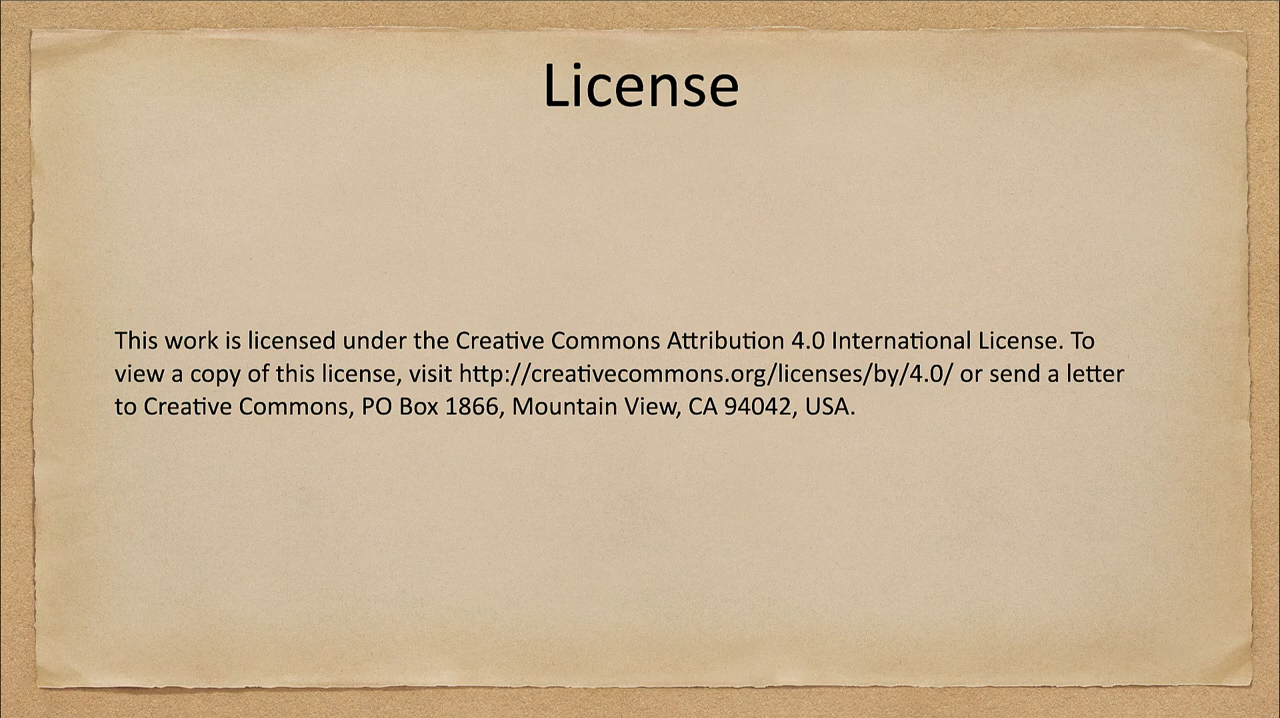 License
This work is licensed under the Creative Commons Attribution 4.0 International License. To
view a copy of this license, visit http://creativecommons.org/licenses/by/4.0/ or send a letter
to Creative Commons, PO Box 1866, Mountain View, CA 94042, USA.